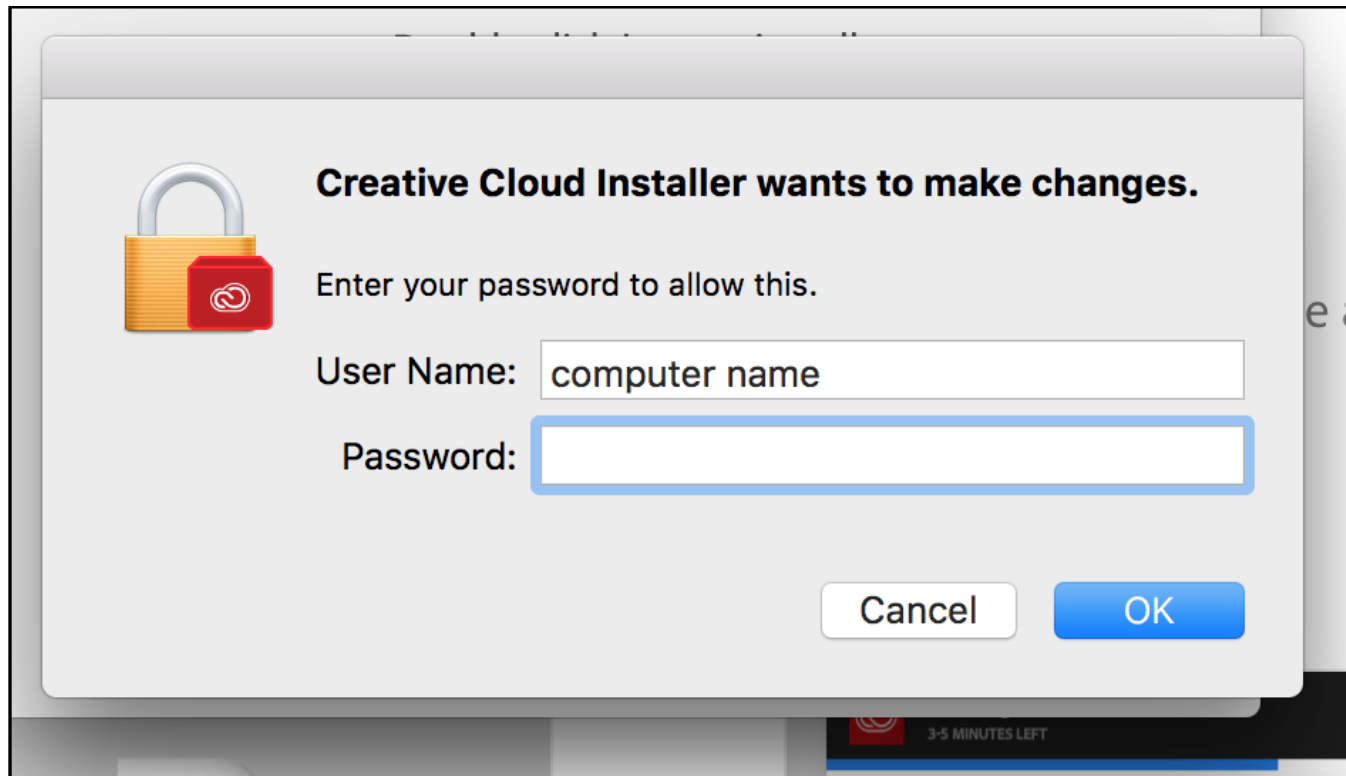 Creative Cloud Installer wants to make changes.
Enter your password to allow this.
User Name: computer name
Password:
Cancel OK
3-5 MINUTES LEFT